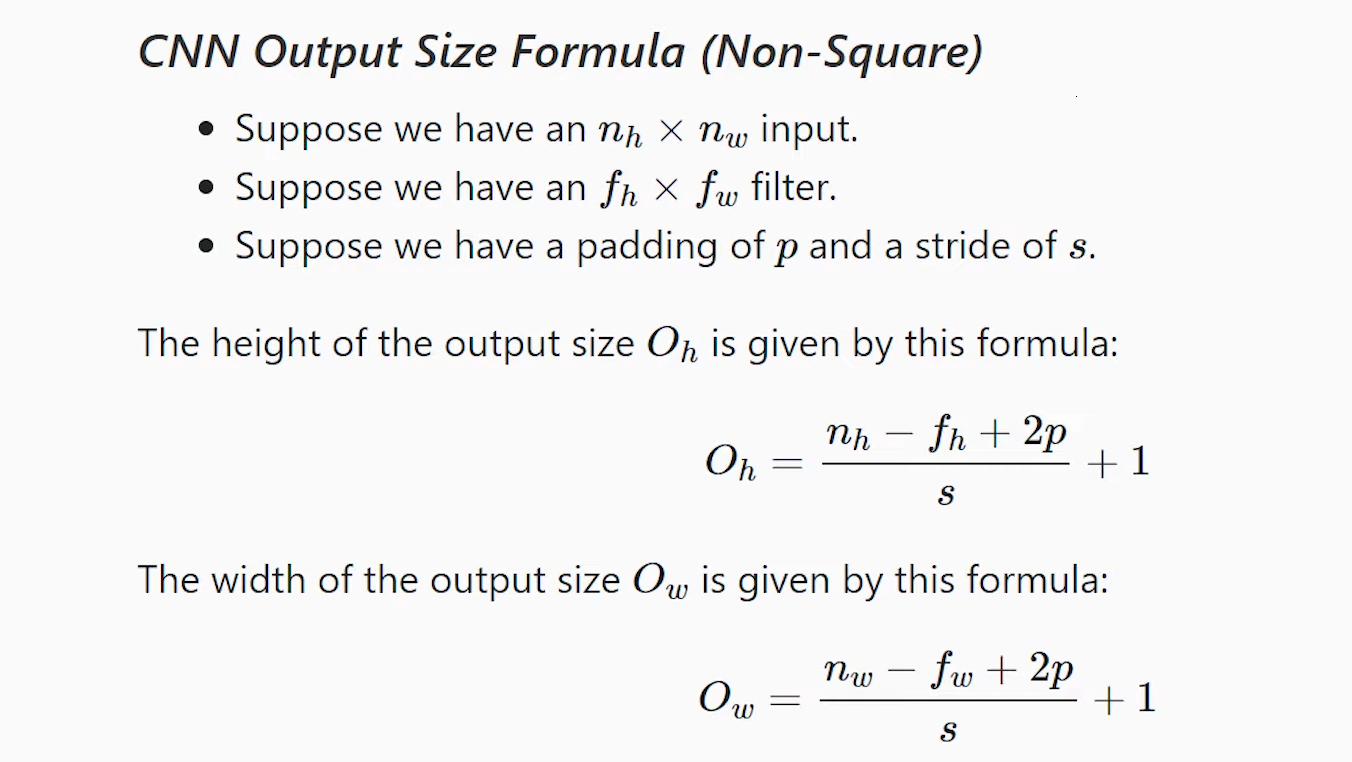 CNN Output Size Formula (Non-Square)
• Suppose we have an $n_h \times n_w$ input.
• Suppose we have an $f_h \times f_w$ filter.
• Suppose we have a padding of $p$ and a stride of $s$.
The height of the output size $O_h$ is given by this formula:
$O_h = \frac{n_h - f_h + 2p}{s} + 1$
The width of the output size $O_w$ is given by this formula:
$O_w = \frac{n_w - f_w + 2p}{s} + 1$